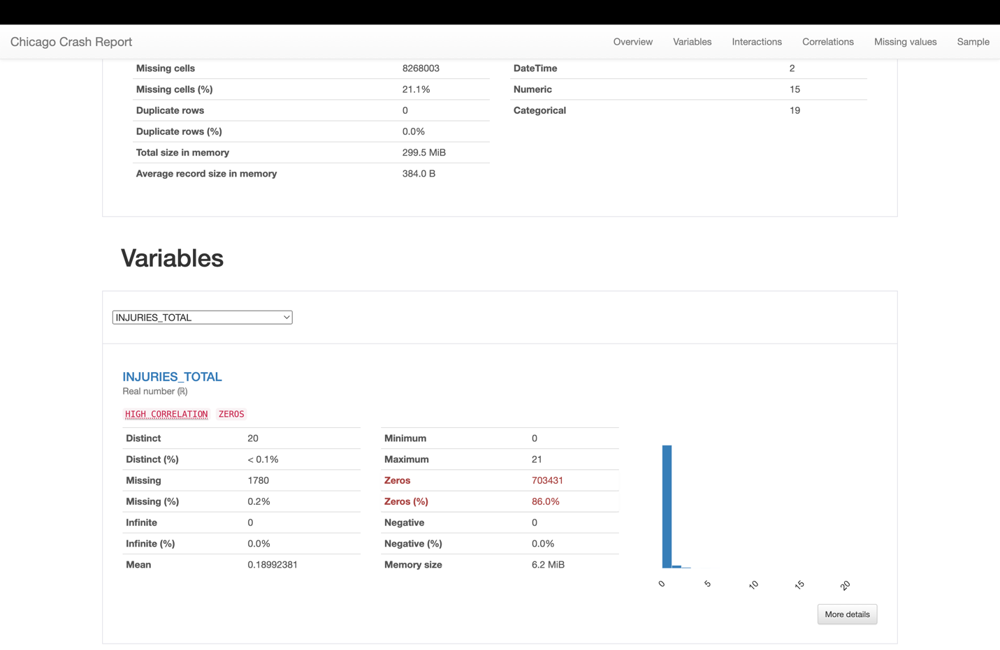 Chicago Crash Report
Overview Variables Interactions Correlations Missing values Sample
Missing cells 8268003
Missing cells (%) 21.1%
Duplicate rows 0
Duplicate rows (%) 0.0%
Total size in memory 299.5 MiB
Average record size in memory 384.0 B
DateTime 2
Numeric 15
Categorical 19
Variables
INJURIES_TOTAL
INJURIES_TOTAL
Real number (ℝ)
HIGH CORRELATION ZEROS
Distinct 20
Distinct (%) < 0.1%
Missing 1780
Missing (%) 0.2%
Infinite 0
Infinite (%) 0.0%
Mean 0.18992381
Minimum 0
Maximum 21
Zeros 703431
Zeros (%) 86.0%
Negative 0
Negative (%) 0.0%
Memory size 6.2 MiB
0 5 10 15 20
More details